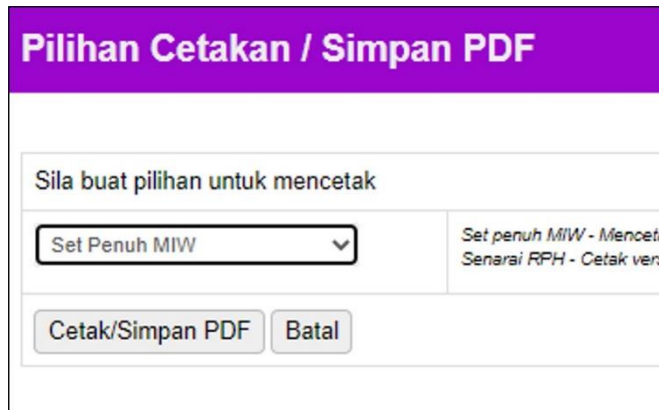 Pilihan Cetakan / Simpan PDF
Sila buat pilihan untuk mencetak
Set Penuh MIW
Set penuh MIW -
Senarai RPH - Cetak
Cetak/Simpan PDF
Batal